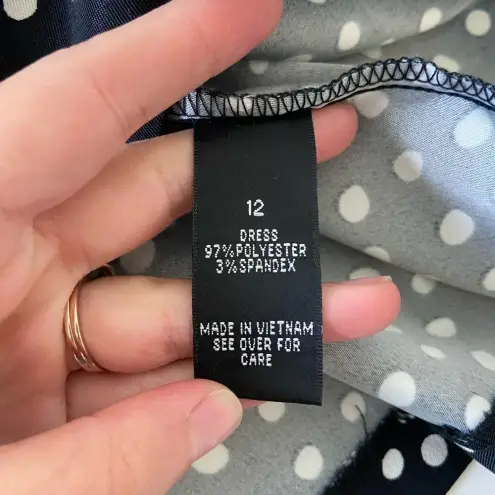 12
DRESS
97%POLYESTER
3%SPANDEX
MADE IN VIETNAM
SEE OVER FOR
CARE